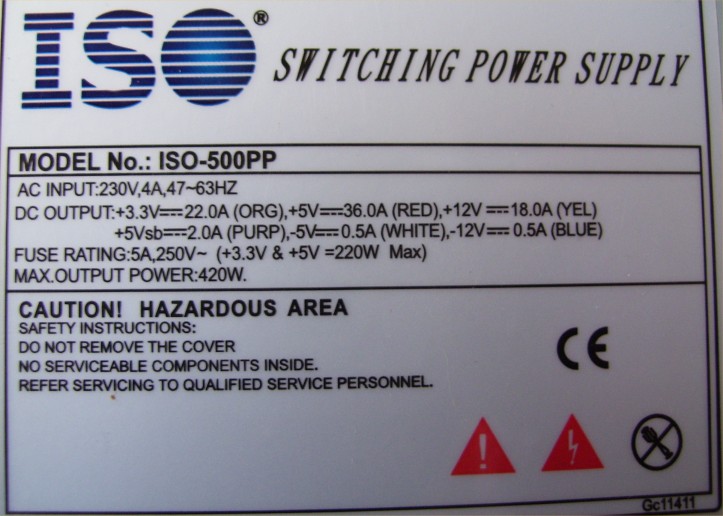 ISO® SWITCHING POWER SUPPLY
MODEL No.: ISO-500PP
AC INPUT:230V,4A,47~63HZ
DC OUTPUT:+3.3V⎓22.0A (ORG),+5V⎓36.0A (RED),+12V⎓18.0A (YEL)
+5Vsb⎓2.0A (PURP),-5V⎓0.5A (WHITE),-12V⎓0.5A (BLUE)
FUSE RATING:5A,250V~ (+3.3V & +5V =220W Max)
MAX.OUTPUT POWER:420W.
CAUTION! HAZARDOUS AREA
SAFETY INSTRUCTIONS:
DO NOT REMOVE THE COVER
NO SERVICEABLE COMPONENTS INSIDE.
REFER SERVICING TO QUALIFIED SERVICE PERSONNEL.
CE
!
Gc11411